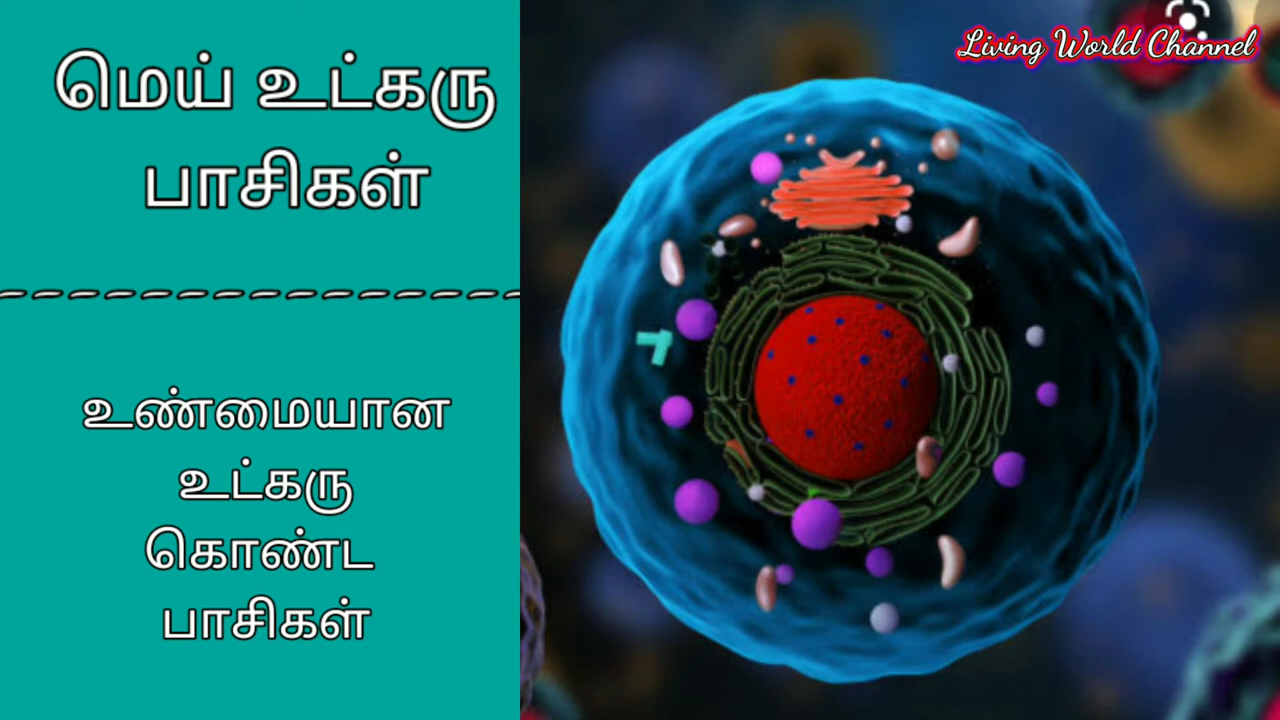 மெய் உட்கரு
பாசிகள்
உண்மையான
உட்கரு
கொண்ட
பாசிகள்
Living World Channel